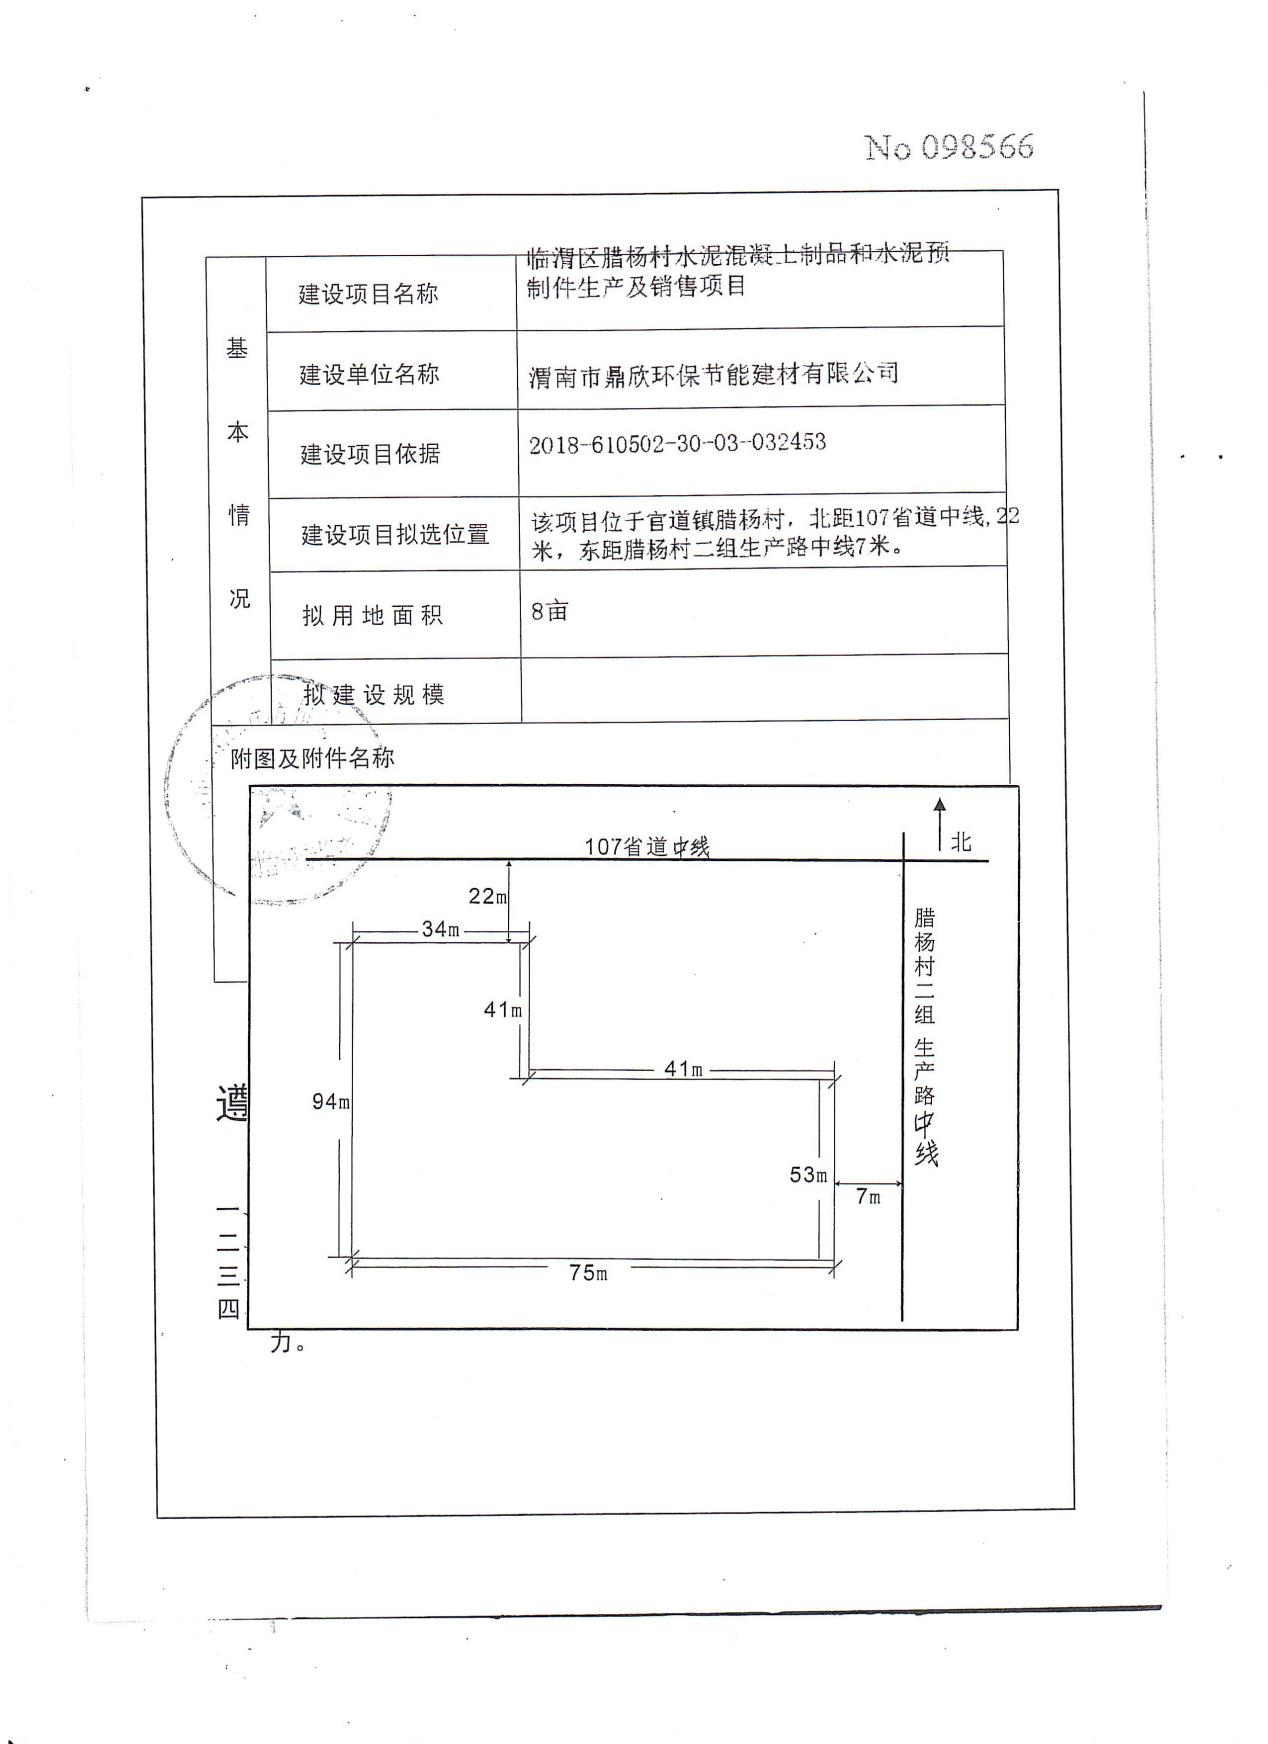 No 098566
基本情况
建设项目名称
临渭区腊杨村水泥混凝土制品和水泥预
制件生产及销售项目
建设单位名称
渭南市鼎欣环保节能建材有限公司
建设项目依据
2018-610502-30-03-032453
建设项目拟选位置
该项目位于官道镇腊杨村，北距107省道中线,22
米，东距腊杨村二组生产路中线7米。
拟用地面积
8亩
拟建设规模
附图及附件名称
107省道中线
北
22m
34m
41m
41m
94m
53m
7m
75m
腊杨村二组生产路中线
遵
一、
二、
三、
四、
力。